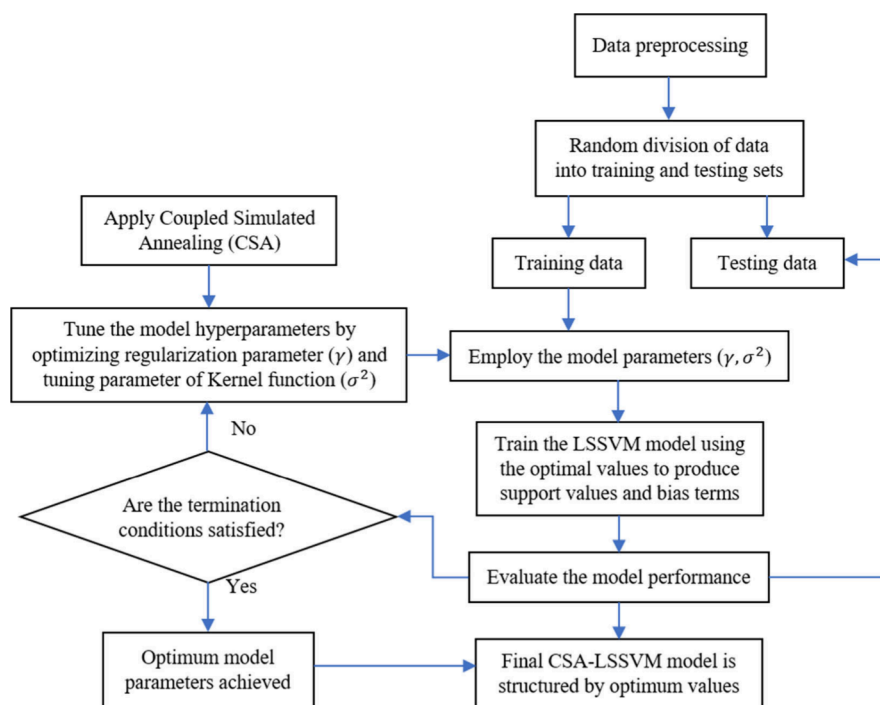 Data preprocessing
Random division of data
into training and testing sets
Apply Coupled Simulated
Annealing (CSA)
Training data
Testing data
Tune the model hyperparameters by
optimizing regularization parameter (γ) and
tuning parameter of Kernel function (σ²)
Employ the model parameters (γ, σ²)
No
Train the LSSVM model using
the optimal values to produce
support values and bias terms
Are the termination
conditions satisfied?
Evaluate the model performance
Yes
Optimum model
parameters achieved
Final CSA-LSSVM model is
structured by optimum values